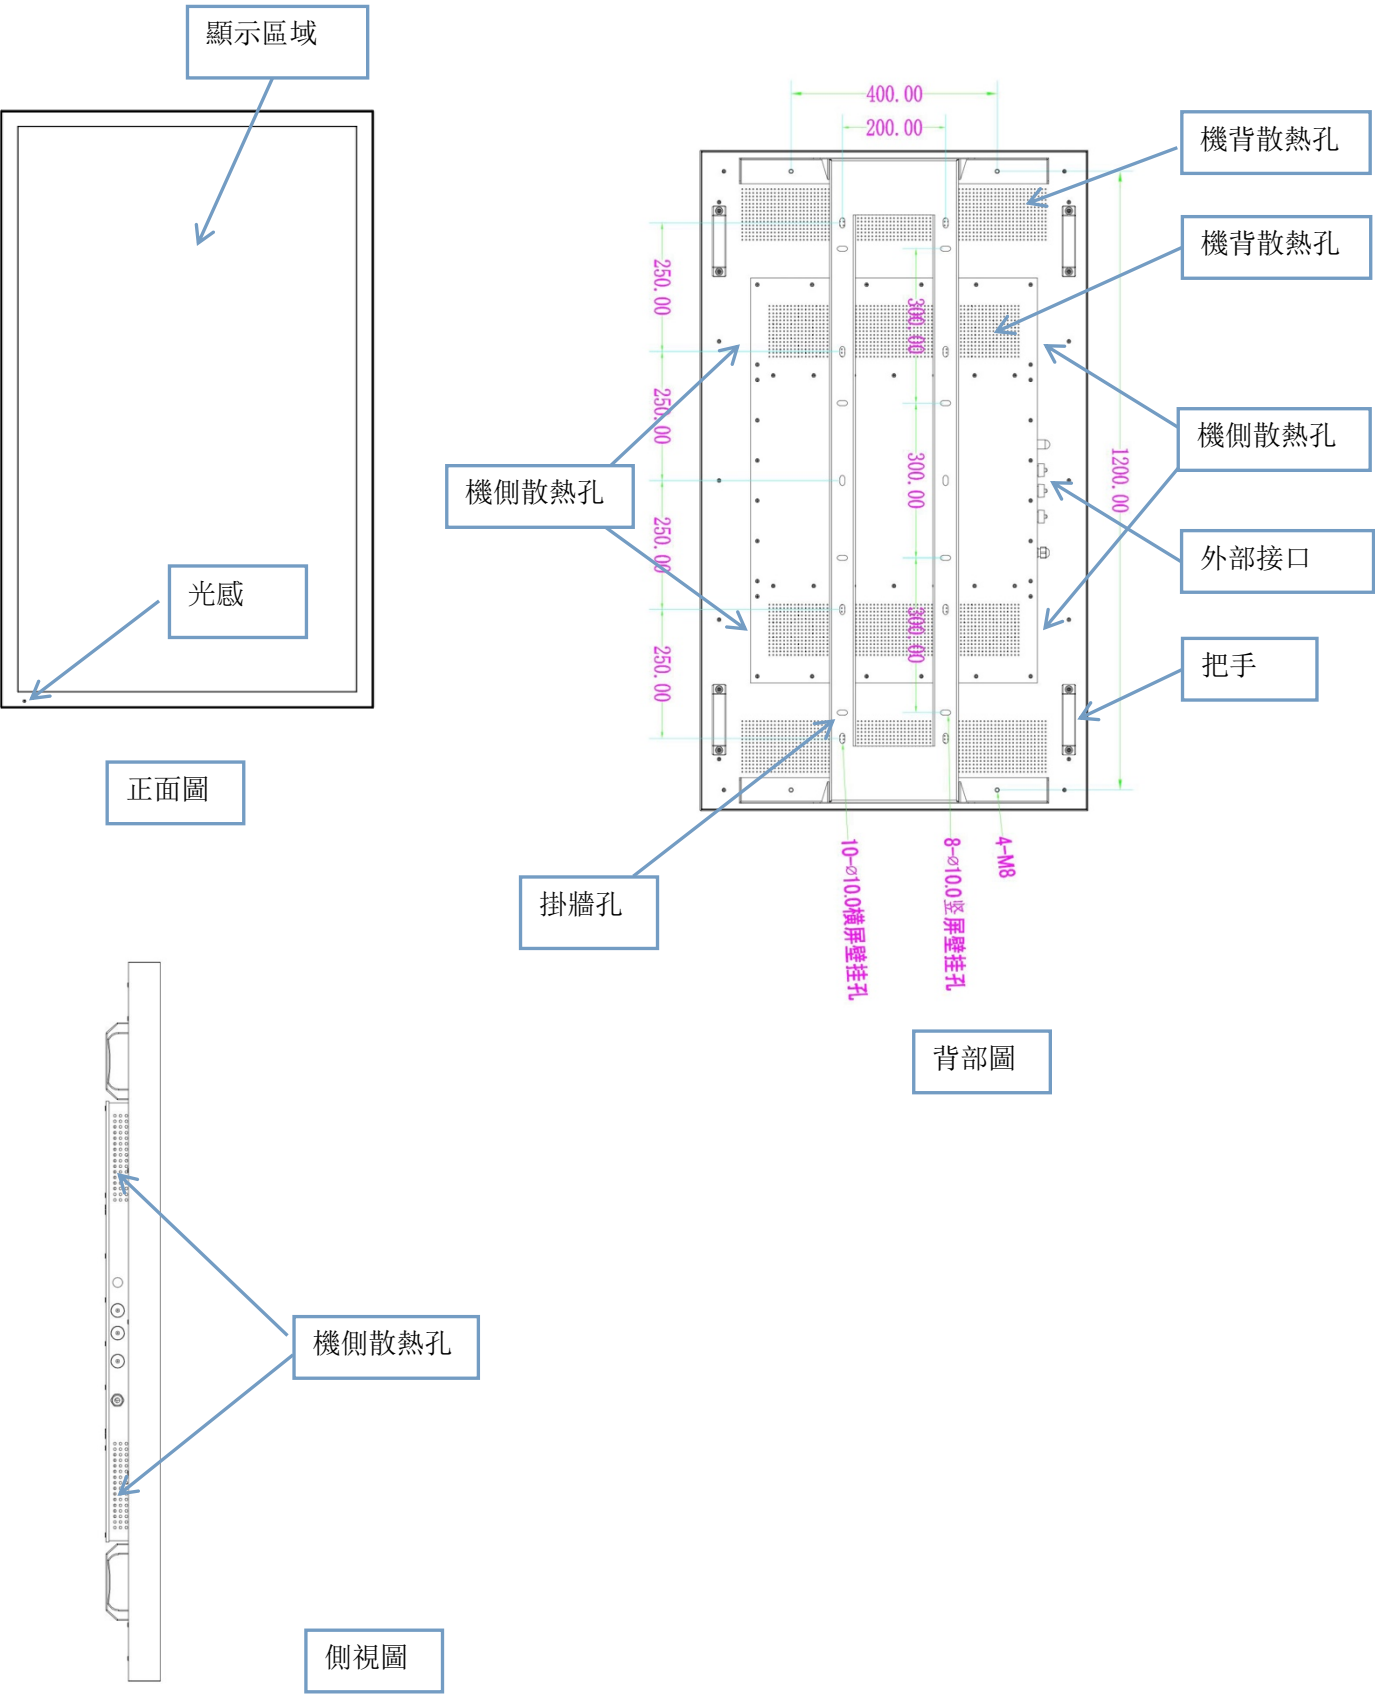 顯示區域
光感
正面圖
400.00
200.00
機背散熱孔
機背散熱孔
250.00
250.00
250.00
250.00
300.00
300.00
300.00
1200.00
機側散熱孔
機側散熱孔
外部接口
把手
掛牆孔
10-⌀10.0橫屏壁挂孔
8-⌀10.0竖屏壁挂孔
4-M8
背部圖
機側散熱孔
側視圖